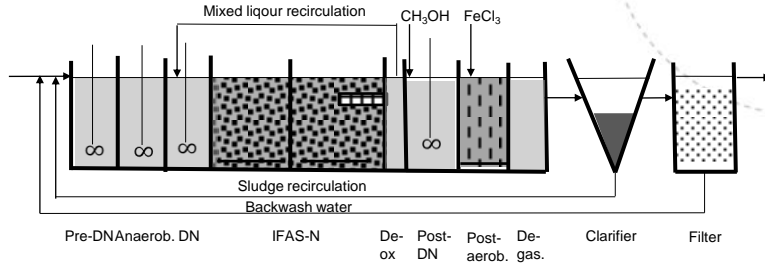 Mixed liqour recirculation
CH3OH
FeCl3
∞ ∞ ∞ ∞
Sludge recirculation
Backwash water
Pre-DN Anaerob. DN IFAS-N De-ox Post-DN Post-aerob. De-gas. Clarifier Filter